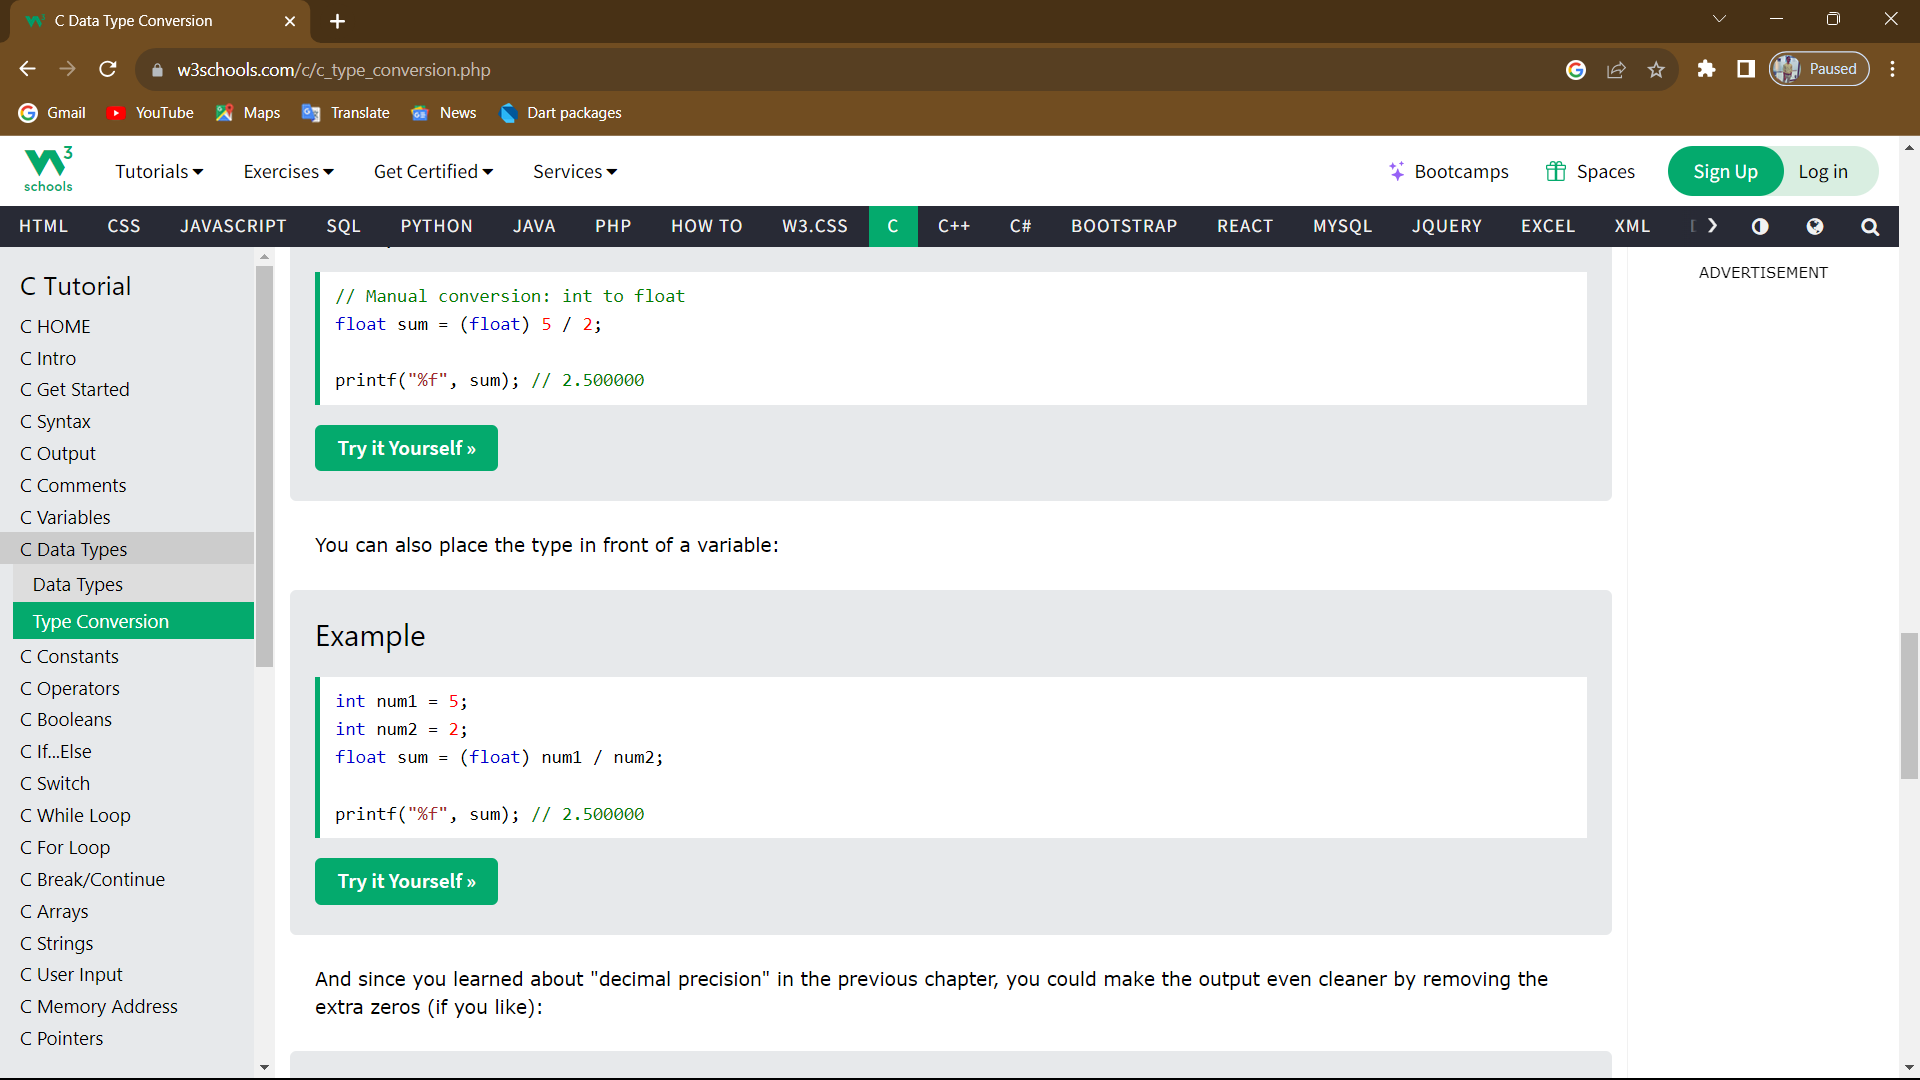 C Data Type Conversion
w3schools.com/c/c_type_conversion.php
Paused
Gmail
YouTube
Maps
Translate
News
Dart packages
3
schools
Tutorials
Exercises
Get Certified
Services
Bootcamps
Spaces
Sign Up
Log in
HTML
CSS
JAVASCRIPT
SQL
PYTHON
JAVA
PHP
HOW TO
W3.CSS
C
C++
C#
BOOTSTRAP
REACT
MYSQL
JQUERY
EXCEL
XML
C Tutorial
C HOME
C Intro
C Get Started
C Syntax
C Output
C Comments
C Variables
C Data Types
Data Types
Type Conversion
C Constants
C Operators
C Booleans
C If...Else
C Switch
C While Loop
C For Loop
C Break/Continue
C Arrays
C Strings
C User Input
C Memory Address
C Pointers
// Manual conversion: int to float
float sum = (float) 5 / 2;
printf("%f", sum); // 2.500000
Try it Yourself »
You can also place the type in front of a variable:
Example
int num1 = 5;
int num2 = 2;
float sum = (float) num1 / num2;
printf("%f", sum); // 2.500000
Try it Yourself »
And since you learned about "decimal precision" in the previous chapter, you could make the output even cleaner by removing the
extra zeros (if you like):
ADVERTISEMENT